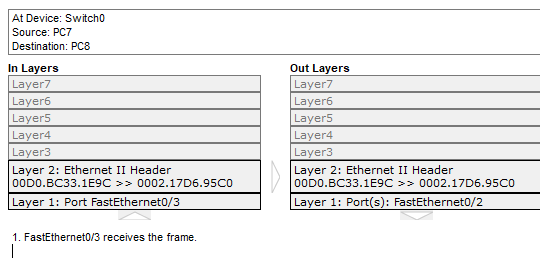 At Device: Switch0
Source: PC7
Destination: PC8
In Layers
Out Layers
Layer7
Layer7
Layer6
Layer6
Layer5
Layer5
Layer4
Layer4
Layer3
Layer3
Layer 2: Ethernet II Header
00D0.BC33.1E9C >> 0002.17D6.95C0
Layer 2: Ethernet II Header
00D0.BC33.1E9C >> 0002.17D6.95C0
Layer 1: Port FastEthernet0/3
Layer 1: Port(s): FastEthernet0/2
1. FastEthernet0/3 receives the frame.